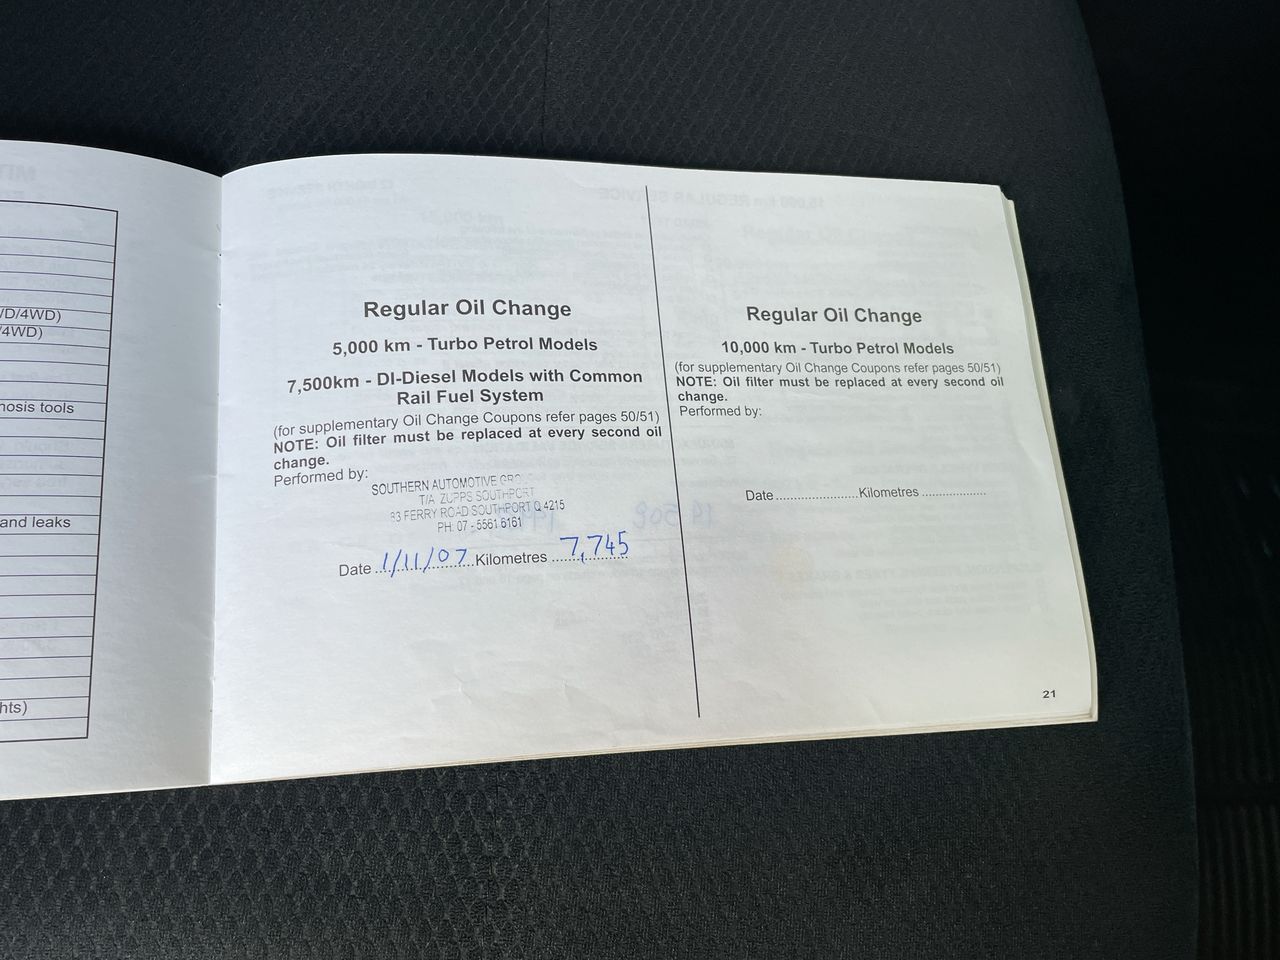 VD/4WD)
/4WD)
nosis tools
and leaks
hts)
Regular Oil Change
5,000 km - Turbo Petrol Models
7,500km - DI-Diesel Models with Common
Rail Fuel System
(for supplementary Oil Change Coupons refer pages 50/51)
NOTE: Oil filter must be replaced at every second oil
change.
Performed by:
SOUTHERN AUTOMOTIVE
T/A ZUPPS SOUTHPORT
83 FERRY ROAD SOUTHPORT Q 4215
PH: 07 - 5561 6161
Date 1/11/07 Kilometres 7,745
Regular Oil Change
10,000 km - Turbo Petrol Models
(for supplementary Oil Change Coupons refer pages 50/51)
NOTE: Oil filter must be replaced at every second oil
change.
Performed by:
Date ........................Kilometres ...................
21